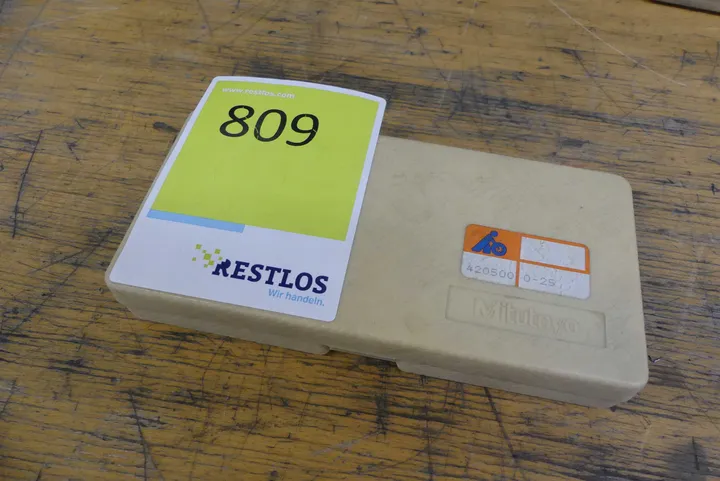 www.restlos.com
809
RESTLOS
Wir handeln.
420500 0-25
Mitutoyo